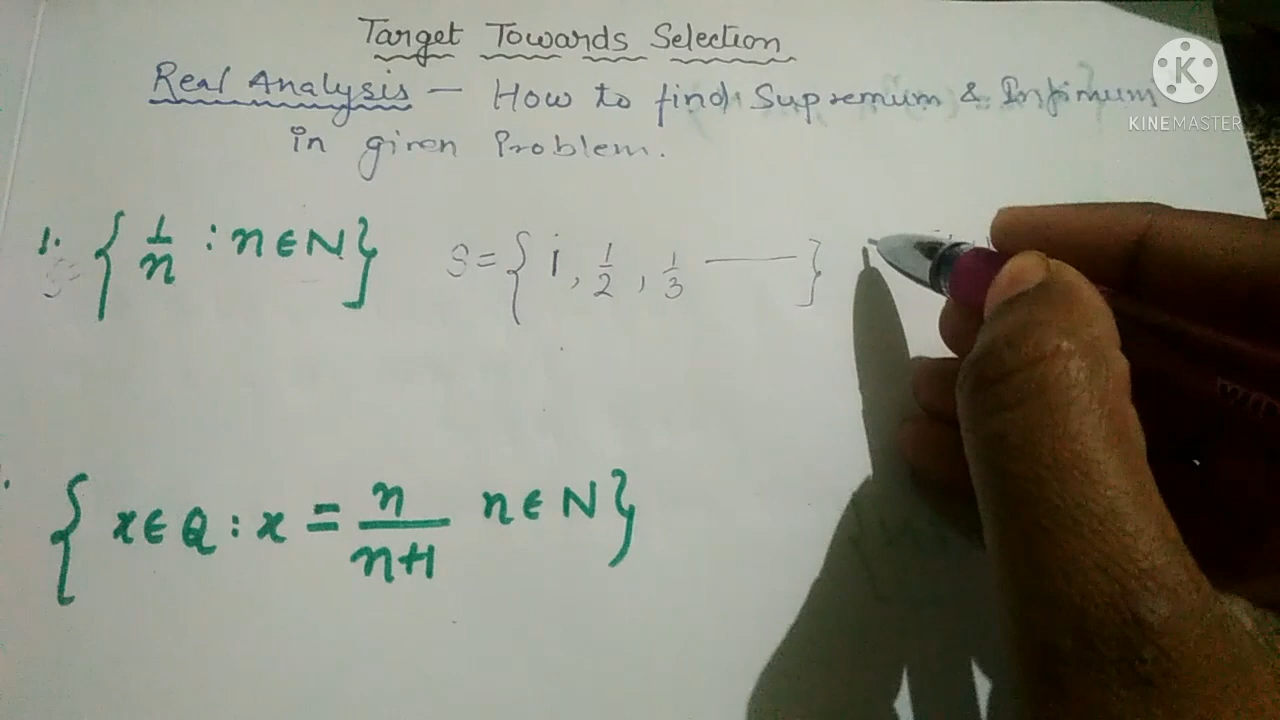 Target Towards Selection
Real Analysis - How to find Supremum & Infimum
in given Problem.
K
KINEMASTER
1. { 1/n : n ∈ N } S = { 1, 1/2, 1/3 — }
{ x ∈ Q : x = n/n+1 n ∈ N }